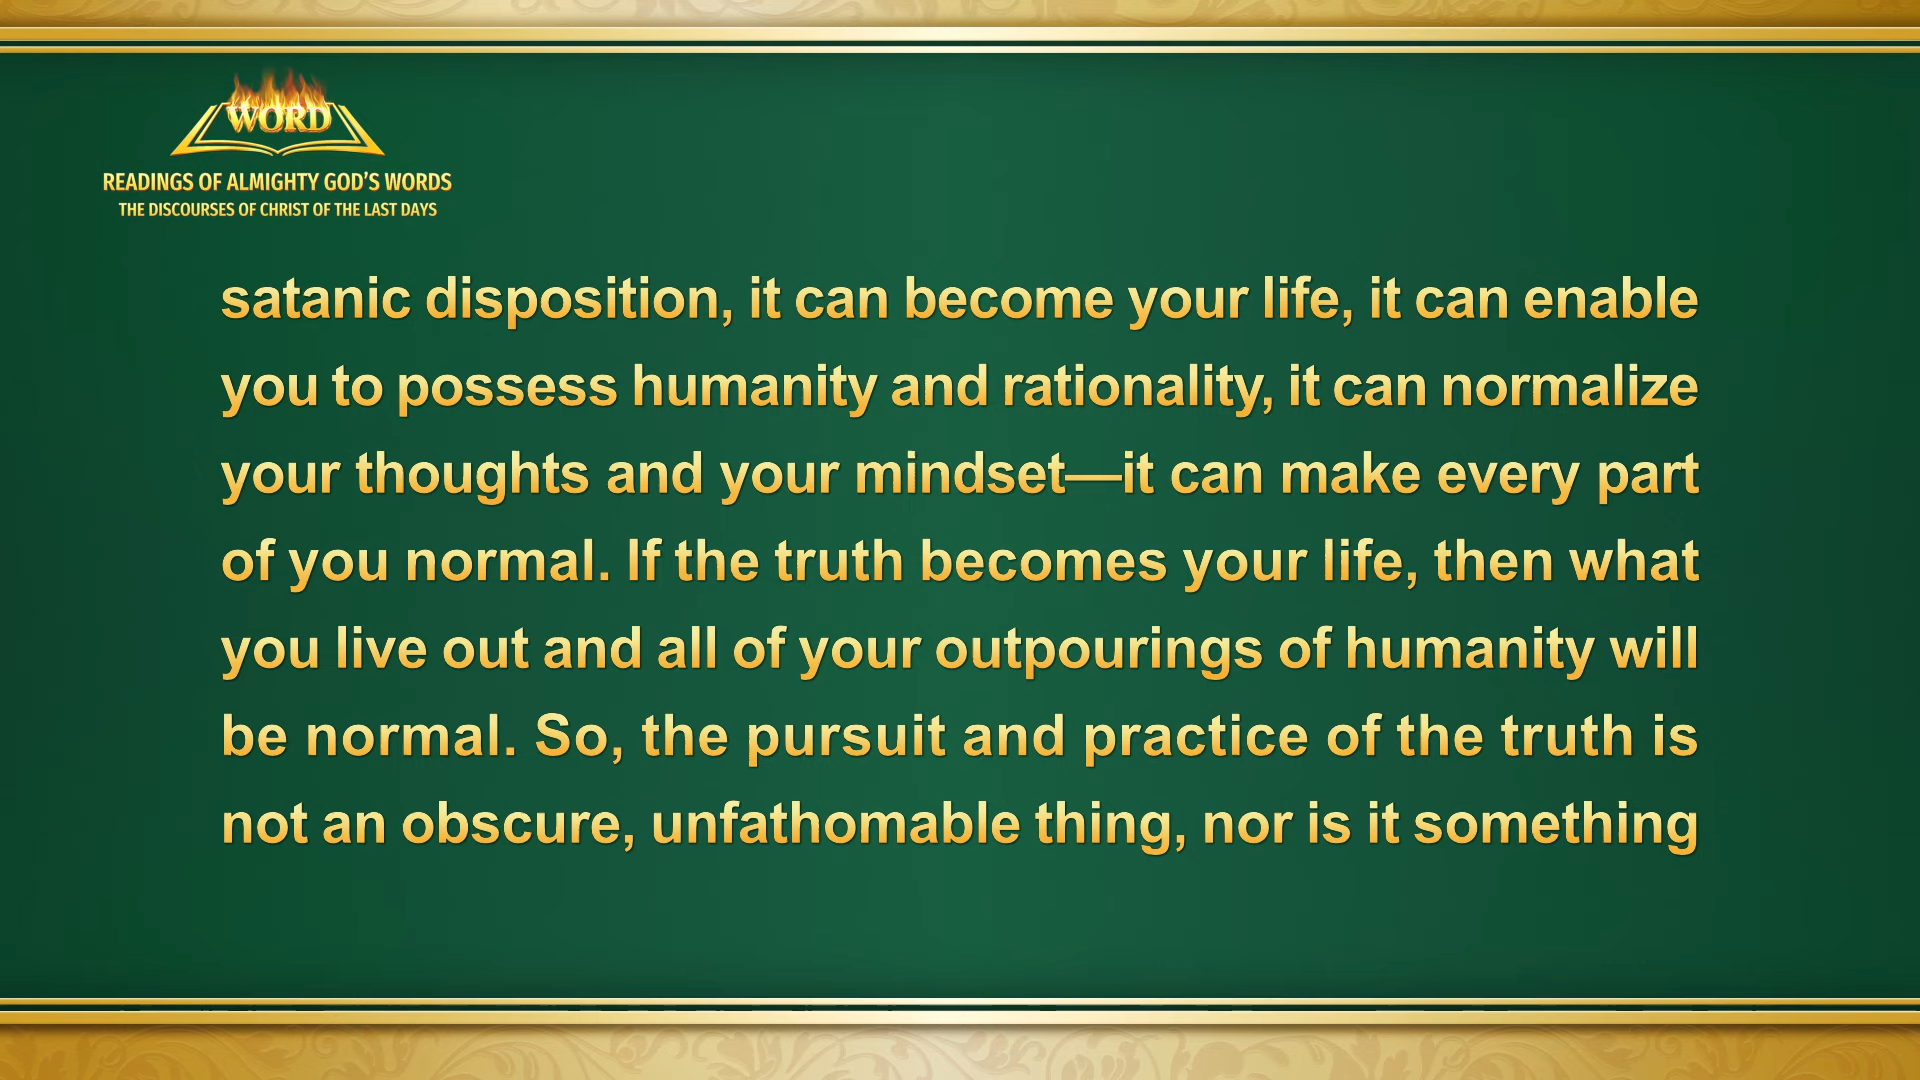 WORD
READINGS OF ALMIGHTY GOD’S WORDS
THE DISCOURSES OF CHRIST OF THE LAST DAYS
satanic disposition, it can become your life, it can enable
you to possess humanity and rationality, it can normalize
your thoughts and your mindset—it can make every part
of you normal. If the truth becomes your life, then what
you live out and all of your outpourings of humanity will
be normal. So, the pursuit and practice of the truth is
not an obscure, unfathomable thing, nor is it something